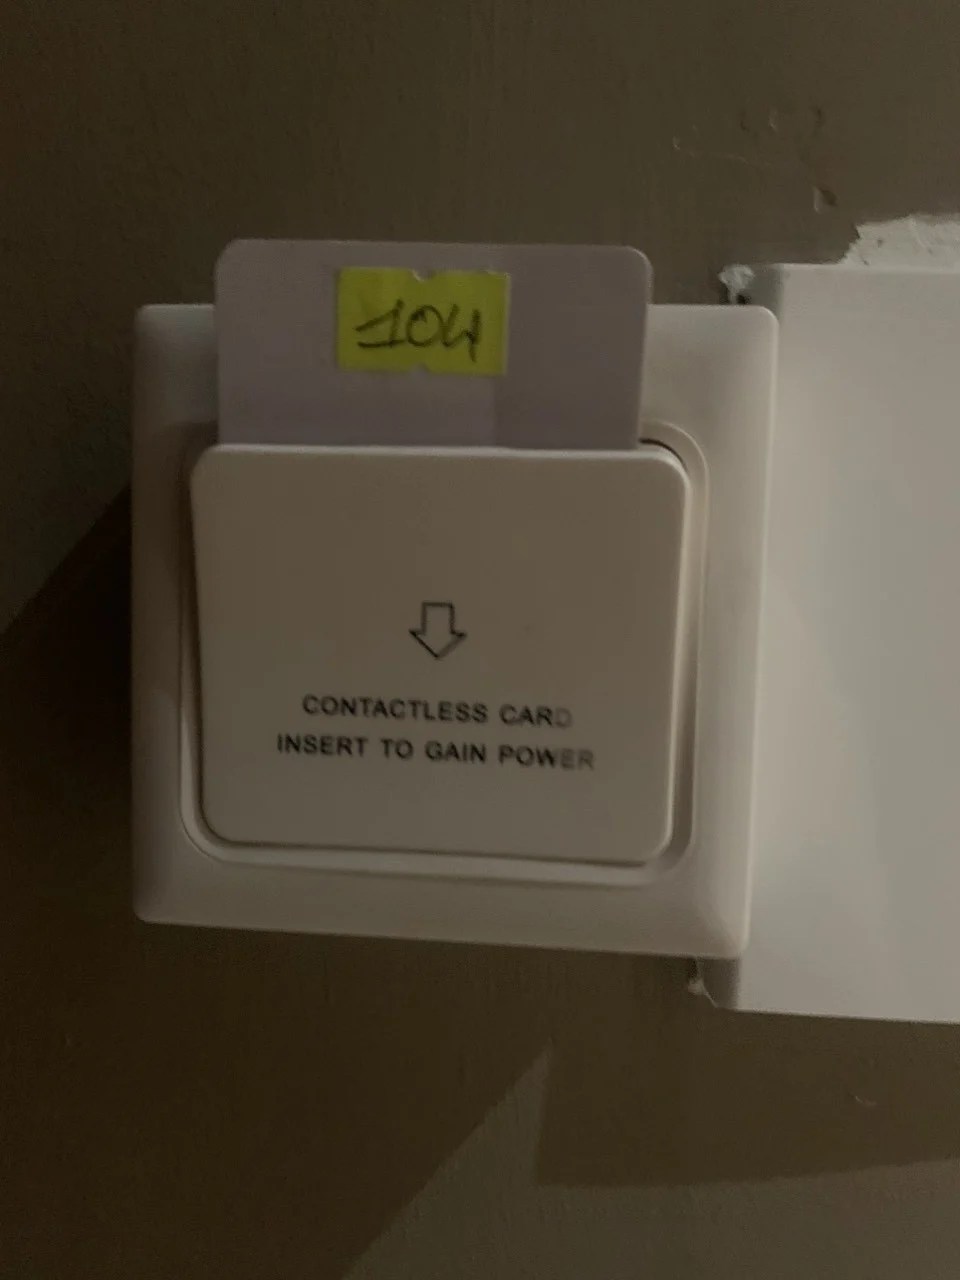 104
CONTACTLESS CARD
INSERT TO GAIN POWER